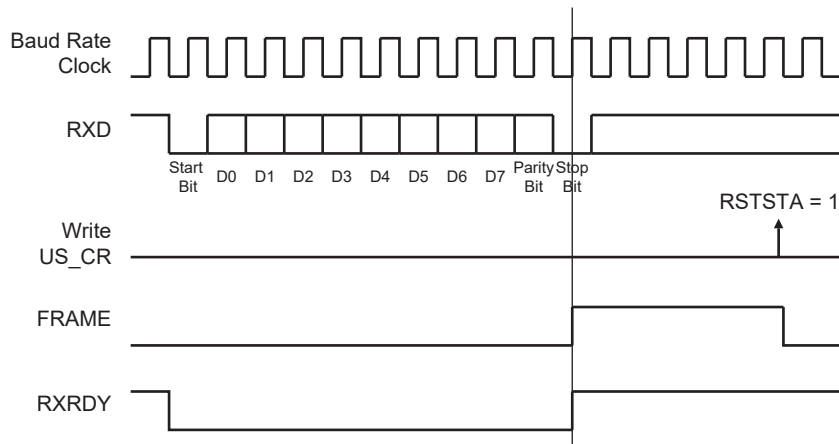 Baud Rate
Clock
RXD
Start
Bit
D0
D1
D2
D3
D4
D5
D6
D7
Parity
Bit
Stop
Bit
RSTSTA = 1
Write
US_CR
FRAME
RXRDY